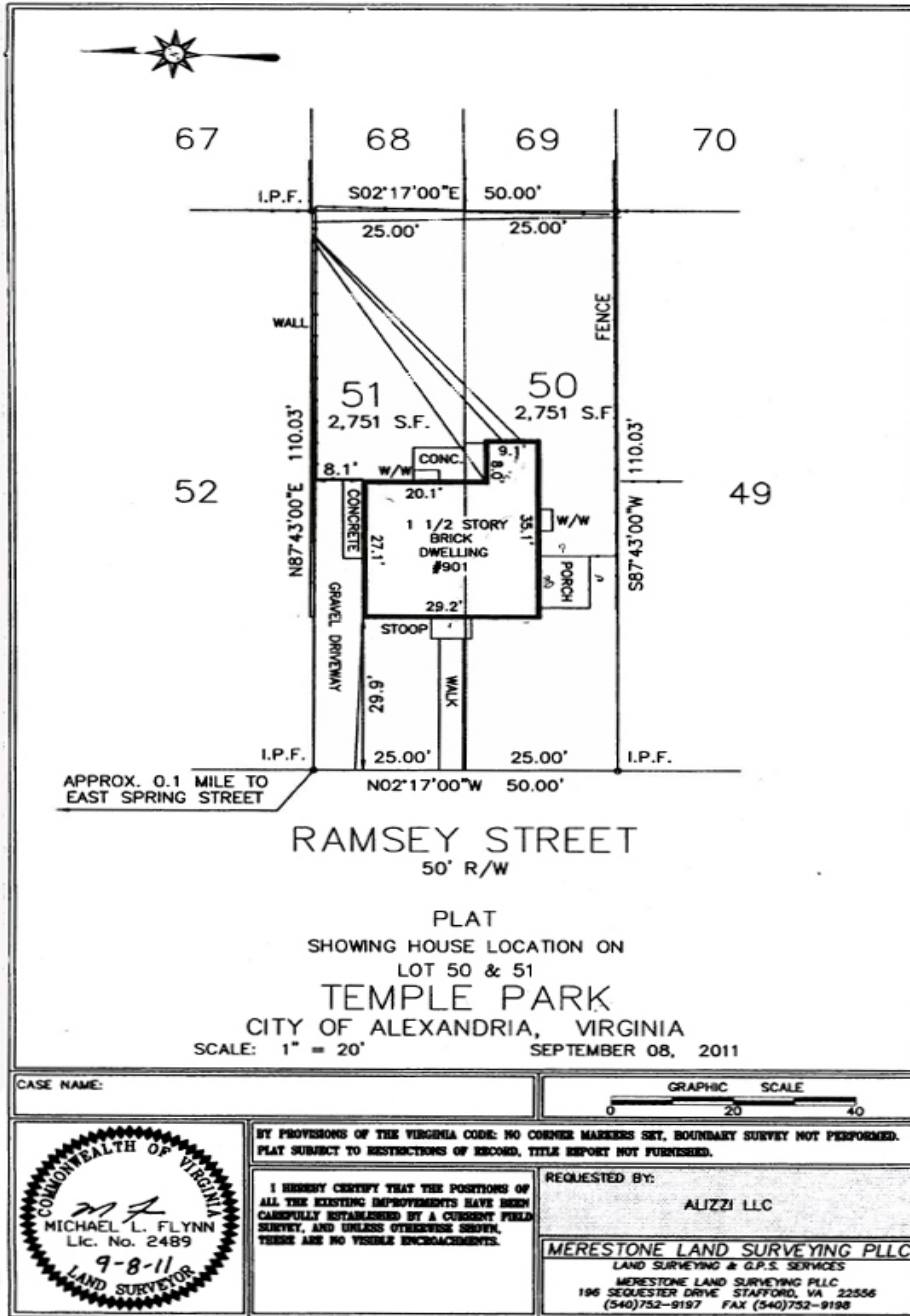 67 68 69 70
I.P.F. S02°17'00"E 50.00'
25.00' 25.00'
WALL
FENCE
51
2,751 S.F.
50
2,751 S.F.
N87°43'00"E 110.03'
S87°43'00"W 110.03'
52
49
8.1'
W/W
CONC.
9.1'
8.0'
20.1'
CONCRETE
27.1'
1 1/2 STORY
BRICK
DWELLING
#901
35.1'
W/W
PORCH
29.2'
STOOP
GRAVEL DRIVEWAY
29.6'
WALK
I.P.F. 25.00' 25.00' I.P.F.
N02°17'00"W 50.00'
APPROX. 0.1 MILE TO
EAST SPRING STREET
RAMSEY STREET
50' R/W
PLAT
SHOWING HOUSE LOCATION ON
LOT 50 & 51
TEMPLE PARK
CITY OF ALEXANDRIA, VIRGINIA
SCALE: 1" = 20' SEPTEMBER 08, 2011
CASE NAME:
GRAPHIC SCALE
0 20 40
COMMONWEALTH OF VIRGINIA
MICHAEL L. FLYNN
Lic. No. 2489
9-8-11
LAND SURVEYOR
BY PROVISIONS OF THE VIRGINIA CODE: NO CORNER MARKERS SET, BOUNDARY SURVEY NOT PERFORMED.
PLAT SUBJECT TO RESTRICTIONS OF RECORD, TITLE REPORT NOT FURNISHED.
I HEREBY CERTIFY THAT THE POSITIONS OF
ALL THE EXISTING IMPROVEMENTS HAVE BEEN
CAREFULLY ESTABLISHED BY A CURRENT FIELD
SURVEY, AND UNLESS OTHERWISE SHOWN,
THERE ARE NO VISIBLE ENCROACHMENTS.
REQUESTED BY:
ALIZZI LLC
MERESTONE LAND SURVEYING PLLC
LAND SURVEYING & G.P.S. SERVICES
MERESTONE LAND SURVEYING PLLC
196 SEQUESTER DRIVE STAFFORD, VA 22556
(540)752-9197 FAX (540)752-9198